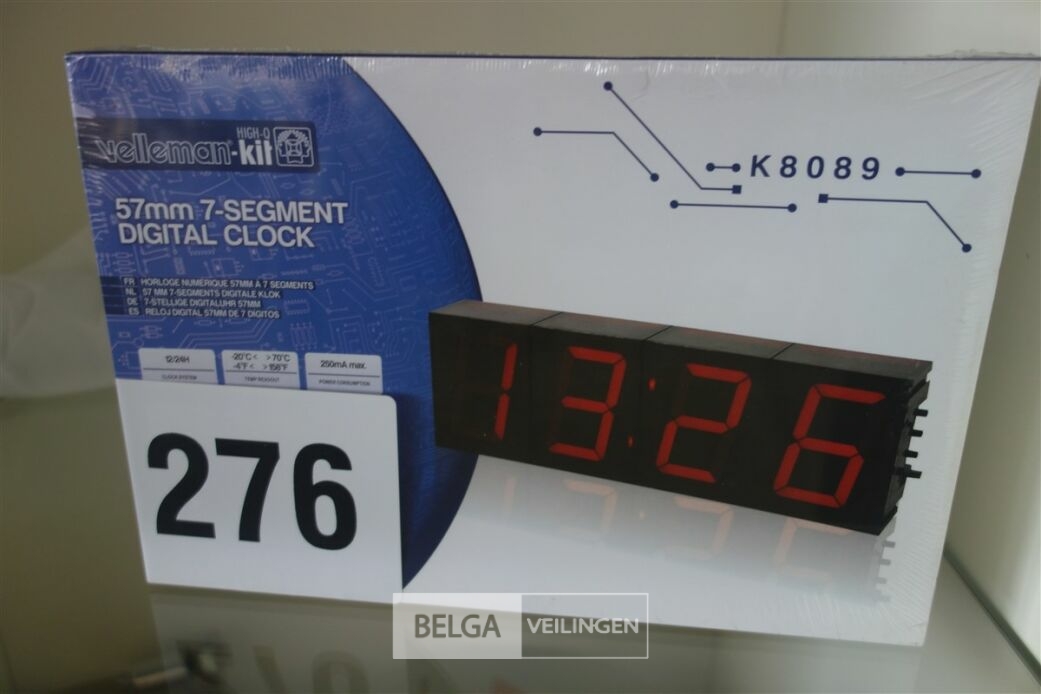 velleman®-kit
HIGH-Q
57mm 7-SEGMENT
DIGITAL CLOCK
FR HORLOGE NUMÉRIQUE 57MM À 7 SEGMENTS
NL 57 MM 7-SEGMENTS DIGITALE KLOK
DE 7-STELLIGE DIGITALUHR 57MM
ES RELOJ DIGITAL 57MM DE 7 DÍGITOS
12/24H
CLOCK SYSTEM
-20°C < > 70°C
-4°F < > 158°F
TEMP READOUT
250mA max.
POWER CONSUMPTION
K8089
13:26
276
BELGA VEILINGEN